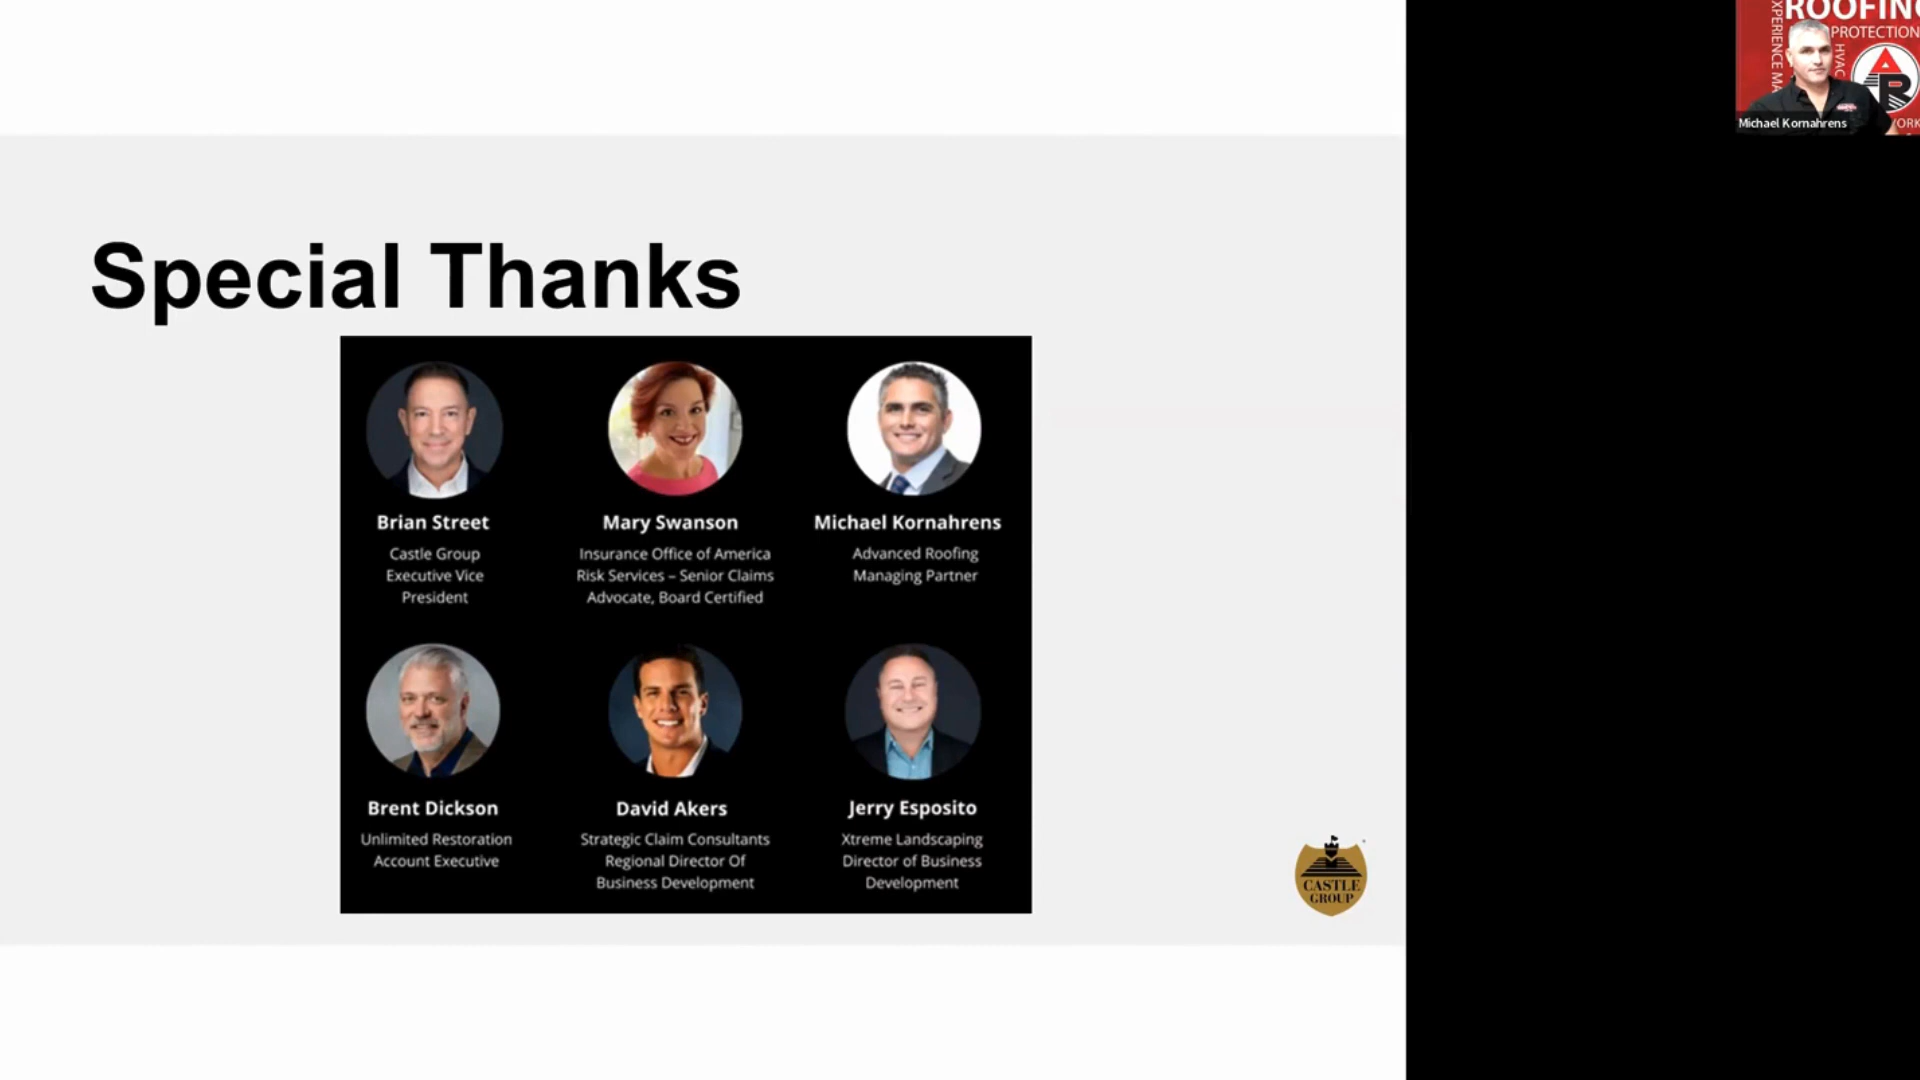 Special Thanks
Brian Street
Castle Group
Executive Vice
President
Mary Swanson
Insurance Office of America
Risk Services – Senior Claims
Advocate, Board Certified
Michael Kornahrens
Advanced Roofing
Managing Partner
Brent Dickson
Unlimited Restoration
Account Executive
David Akers
Strategic Claim Consultants
Regional Director Of
Business Development
Jerry Esposito
Xtreme Landscaping
Director of Business
Development
CASTLE
GROUP
ROOFING
PROTECTION
HVAC
AR
Michael Kornahrens